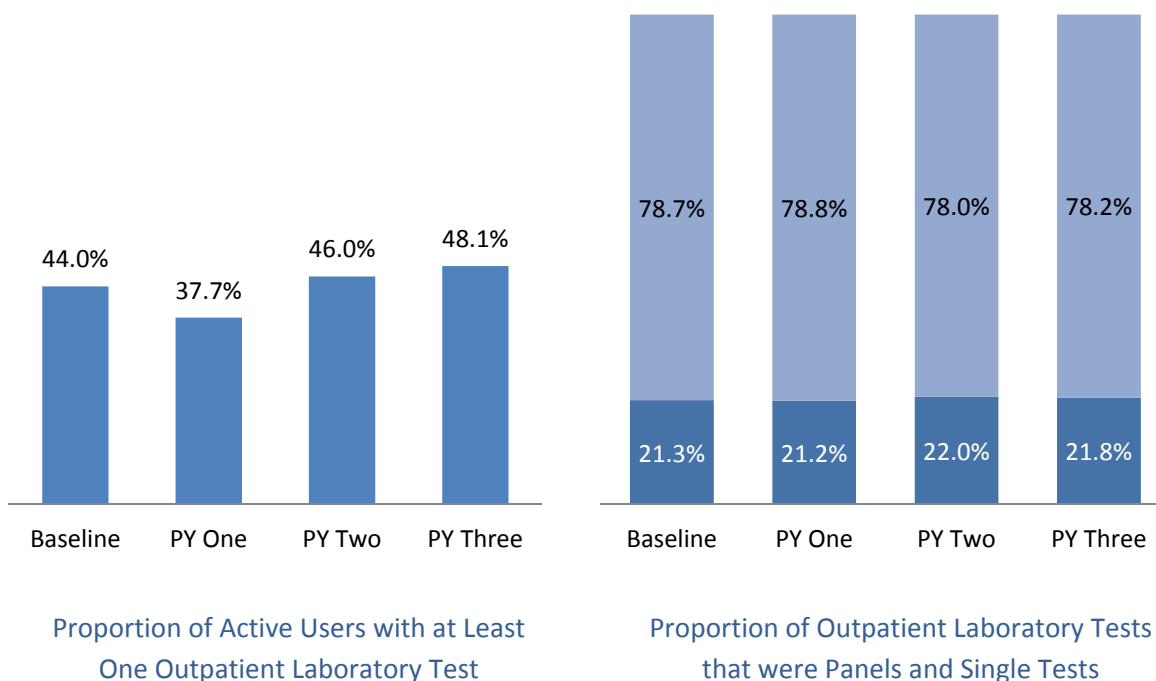 44.0%
37.7%
46.0%
48.1%
Baseline PY One PY Two PY Three
Proportion of Active Users with at Least
One Outpatient Laboratory Test
78.7% 78.8% 78.0% 78.2%
21.3% 21.2% 22.0% 21.8%
Baseline PY One PY Two PY Three
Proportion of Outpatient Laboratory Tests
that were Panels and Single Tests